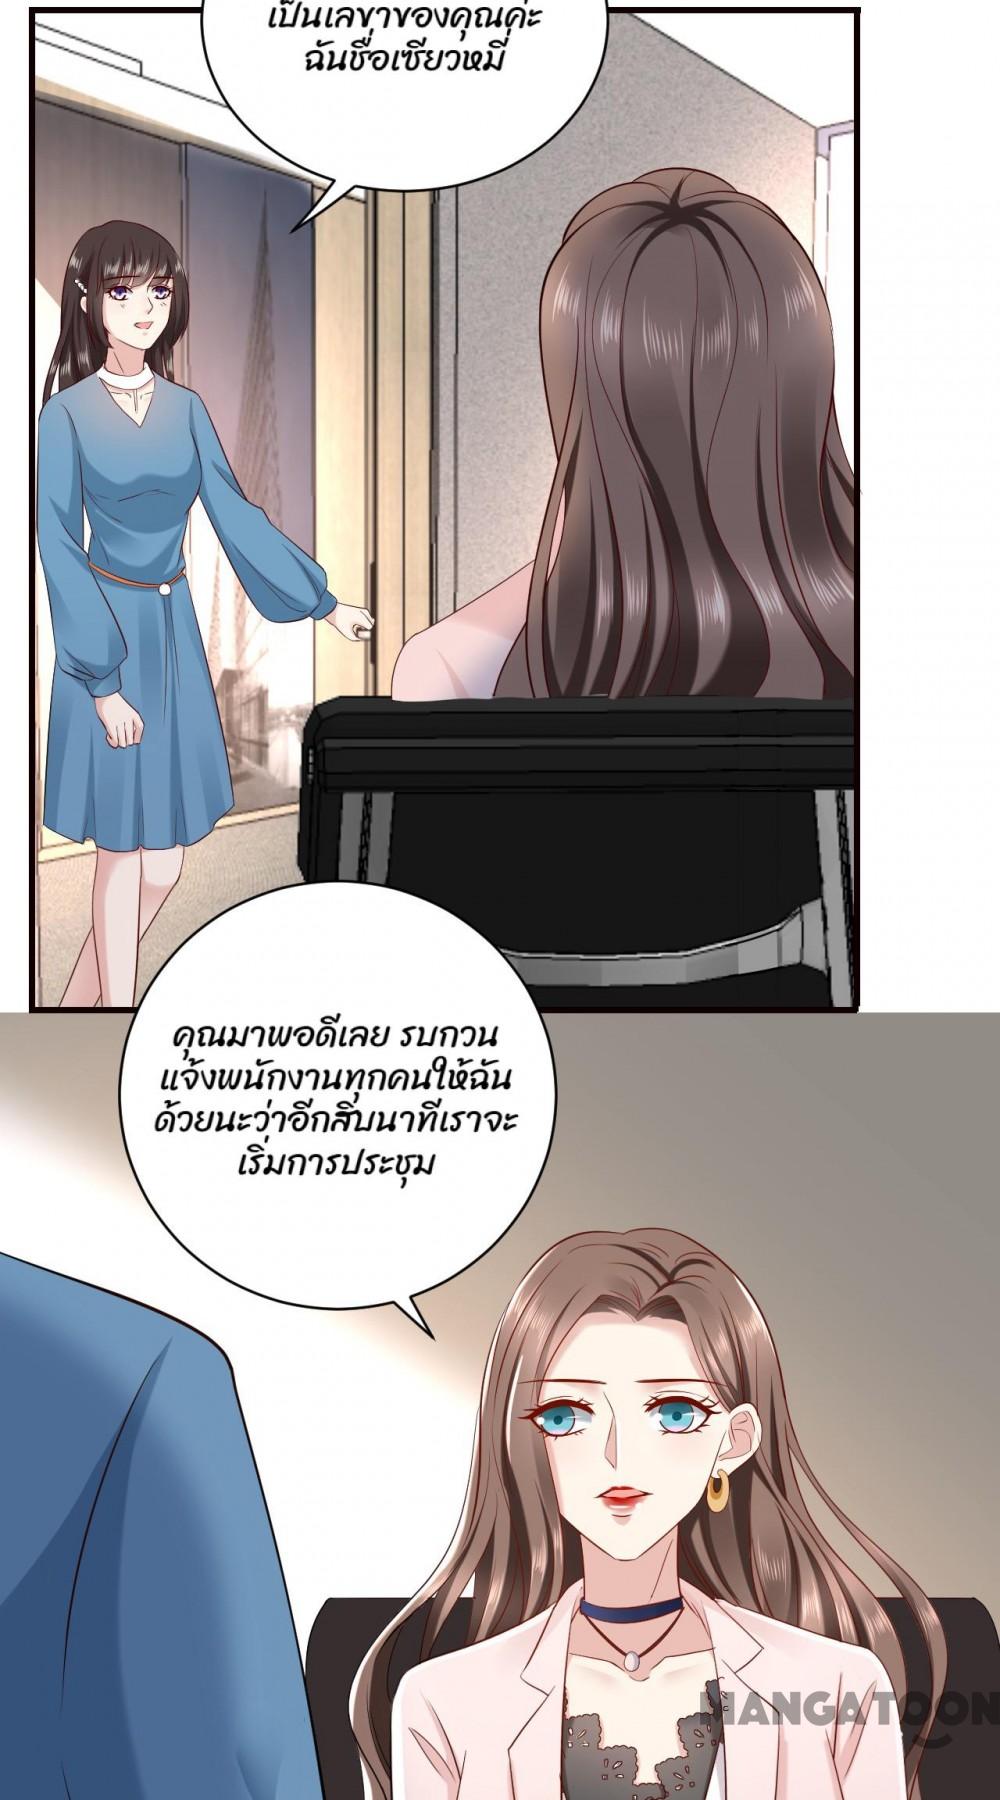 เป็นเลขาของคุณค่ะ
ฉันชื่อเซียวหมี่
คุณมาพอดีเลย รบกวน
แจ้งพนักงานทุกคนให้ฉัน
ด้วยนะว่าอีกสิบนาทีเราจะ
เริ่มการประชุม
MANGATOON